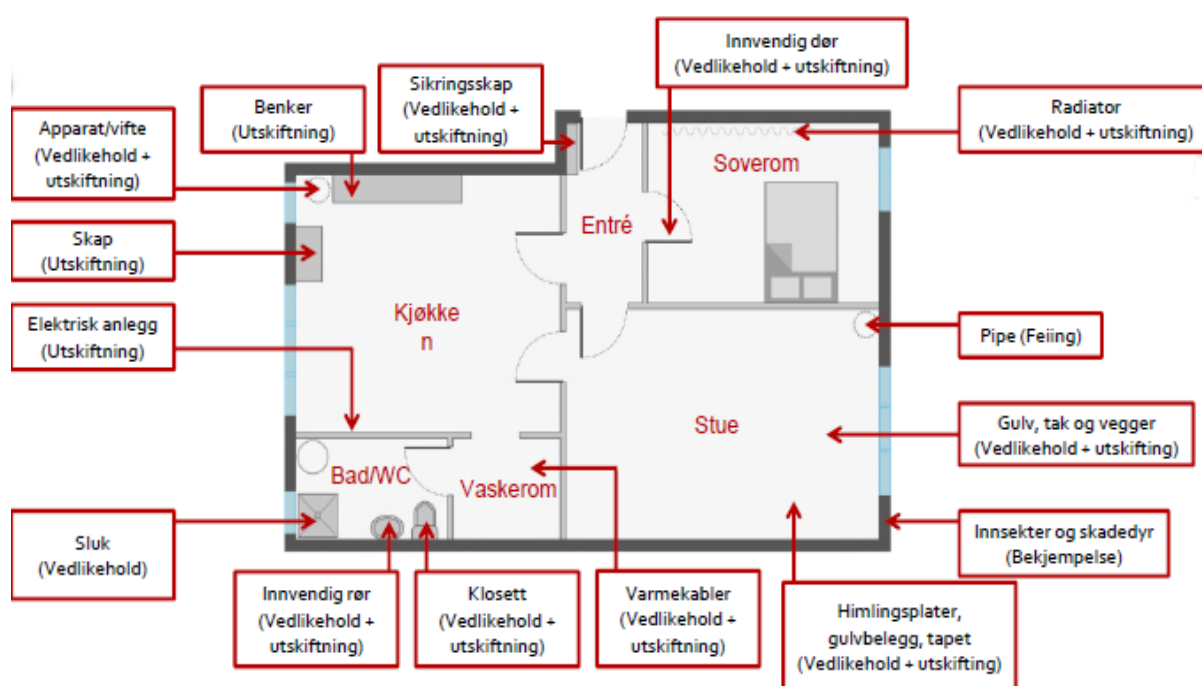 Innvendig dør
(Vedlikehold + utskiftning)
Sikringsskap
(Vedlikehold +
utskiftning)
Benker
(Utskiftning)
Radiator
(Vedlikehold + utskiftning)
Apparat/vifte
(Vedlikehold +
utskiftning)
Soverom
Entré
Skap
(Utskiftning)
Kjøkke
n
Elektrisk anlegg
(Utskiftning)
Pipe (Feiing)
Stue
Gulv, tak og vegger
(Vedlikehold + utskifting)
Bad/WC
Vaskerom
Sluk
(Vedlikehold)
Innsekter og skadedyr
(Bekjempelse)
Innvendig rør
(Vedlikehold +
utskiftning)
Klosett
(Vedlikehold +
utskiftning)
Varmekabler
(Vedlikehold +
utskiftning)
Himlingsplater,
gulvbelegg, tapet
(Vedlikehold + utskifting)